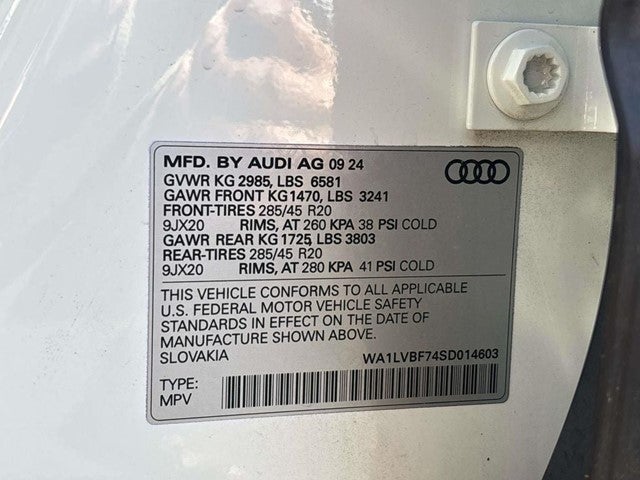 MFD. BY AUDI AG 09 24
GVWR KG 2985, LBS 6581
GAWR FRONT KG1470, LBS 3241
FRONT-TIRES 285/45 R20
9JX20 RIMS, AT 260 KPA 38 PSI COLD
GAWR REAR KG 1725, LBS 3803
REAR-TIRES 285/45 R20
9JX20 RIMS, AT 280 KPA 41 PSI COLD
THIS VEHICLE CONFORMS TO ALL APPLICABLE
U.S. FEDERAL MOTOR VEHICLE SAFETY
STANDARDS IN EFFECT ON THE DATE OF
MANUFACTURE SHOWN ABOVE.
SLOVAKIA WA1LVBF74SD014603
TYPE:
MPV